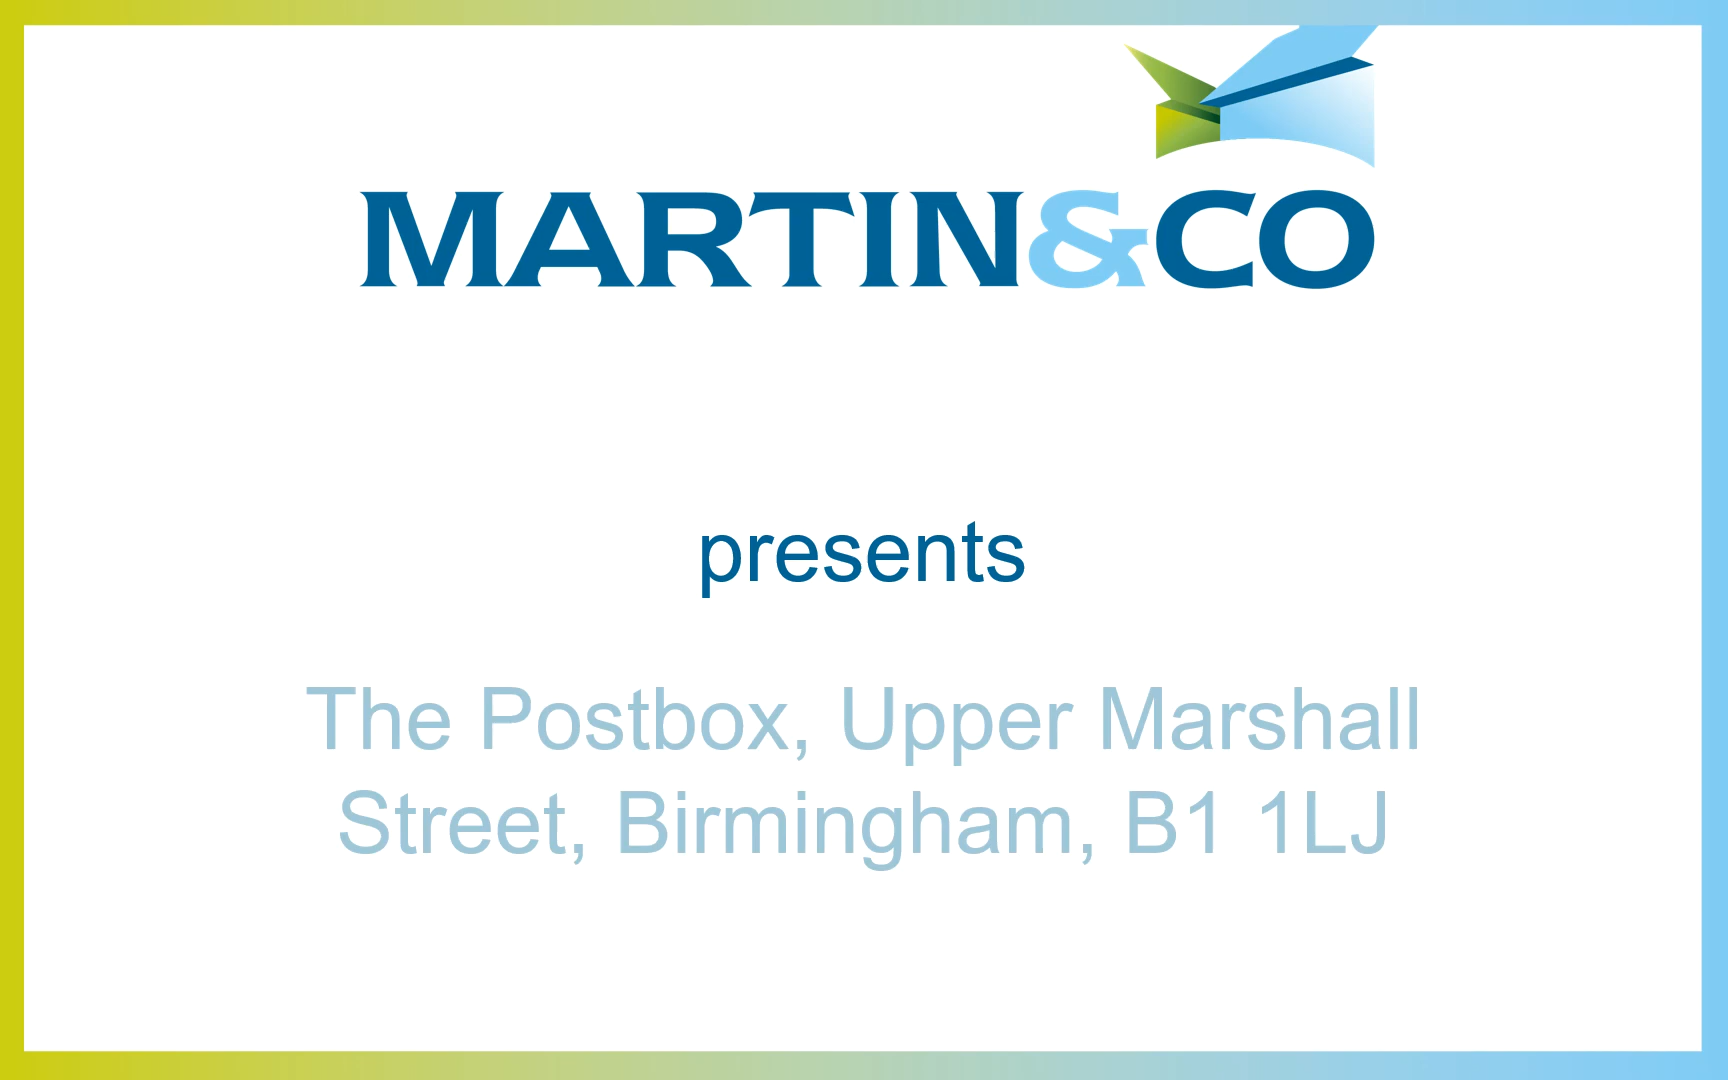 MARTIN&CO
presents
The Postbox, Upper Marshall
Street, Birmingham, B1 1LJ